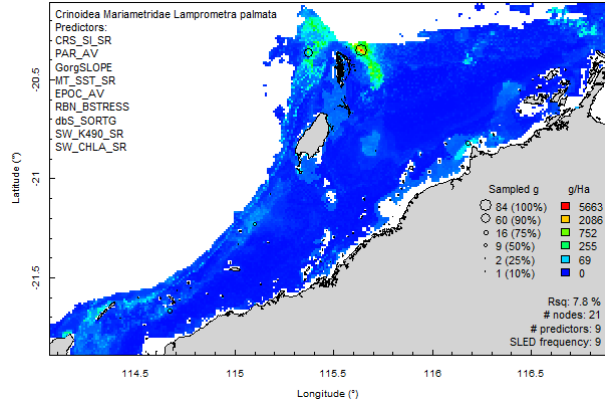 Crinoidea Mariametridae Lamprometra palmata
Predictors:
CRS_SI_SR
PAR_AV
GorgSLOPE
MT_SST_SR
EPOC_AV
RBN_BSTRESS
dbS_SORTG
SW_K490_SR
SW_CHLA_SR
-20.5
-21
-21.5
Latitude (°)
Sampled g g/Ha
84 (100%) 5663
60 (90%) 2086
16 (75%) 752
9 (50%) 255
2 (25%) 69
1 (10%) 0
Rsq: 7.8 %
# nodes: 21
# predictors: 9
SLED frequency: 9
114.5 115 115.5 116 116.5
Longitude (°)